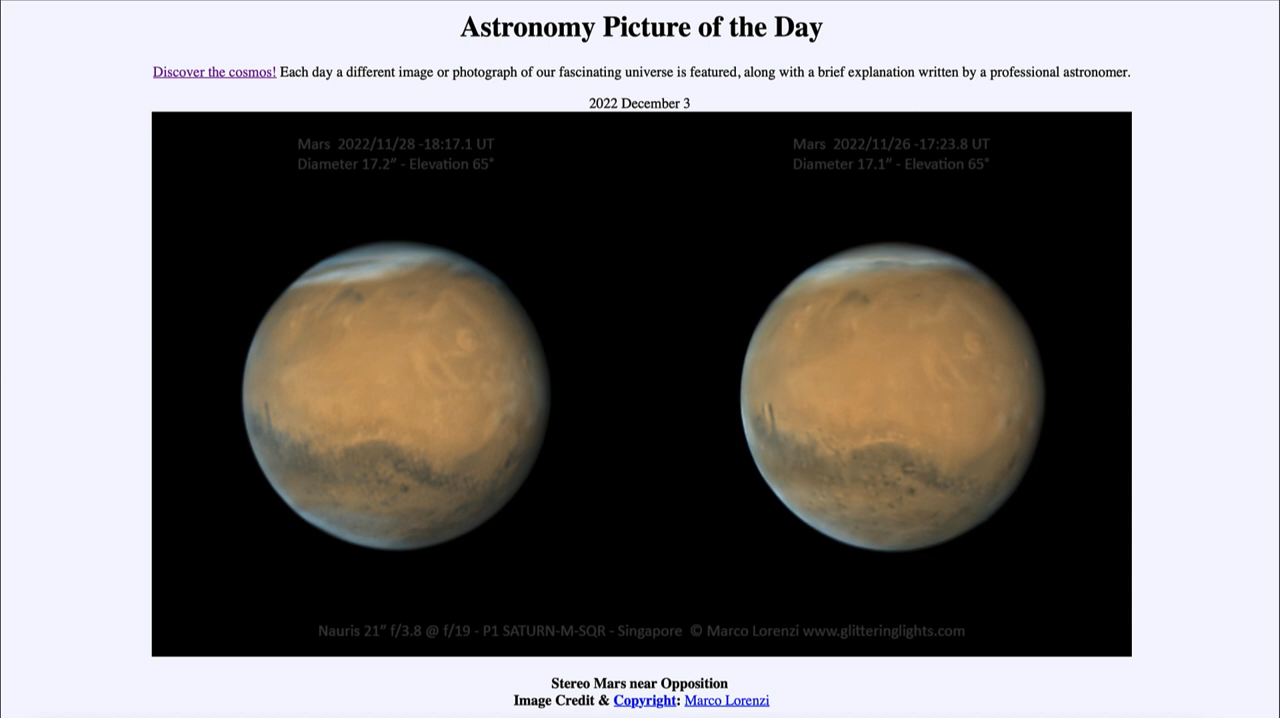 Astronomy Picture of the Day
Discover the cosmos! Each day a different image or photograph of our fascinating universe is featured, along with a brief explanation written by a professional astronomer.
2022 December 3
Mars 2022/11/28 -18:17.1 UT
Diameter 17.2” - Elevation 65°
Mars 2022/11/26 -17:23.8 UT
Diameter 17.1” - Elevation 65°
Nauris 21” f/3.8 @ f/19 - P1 SATURN-M-SQR - Singapore © Marco Lorenzi www.glitteringlights.com
Stereo Mars near Opposition
Image Credit & Copyright: Marco Lorenzi